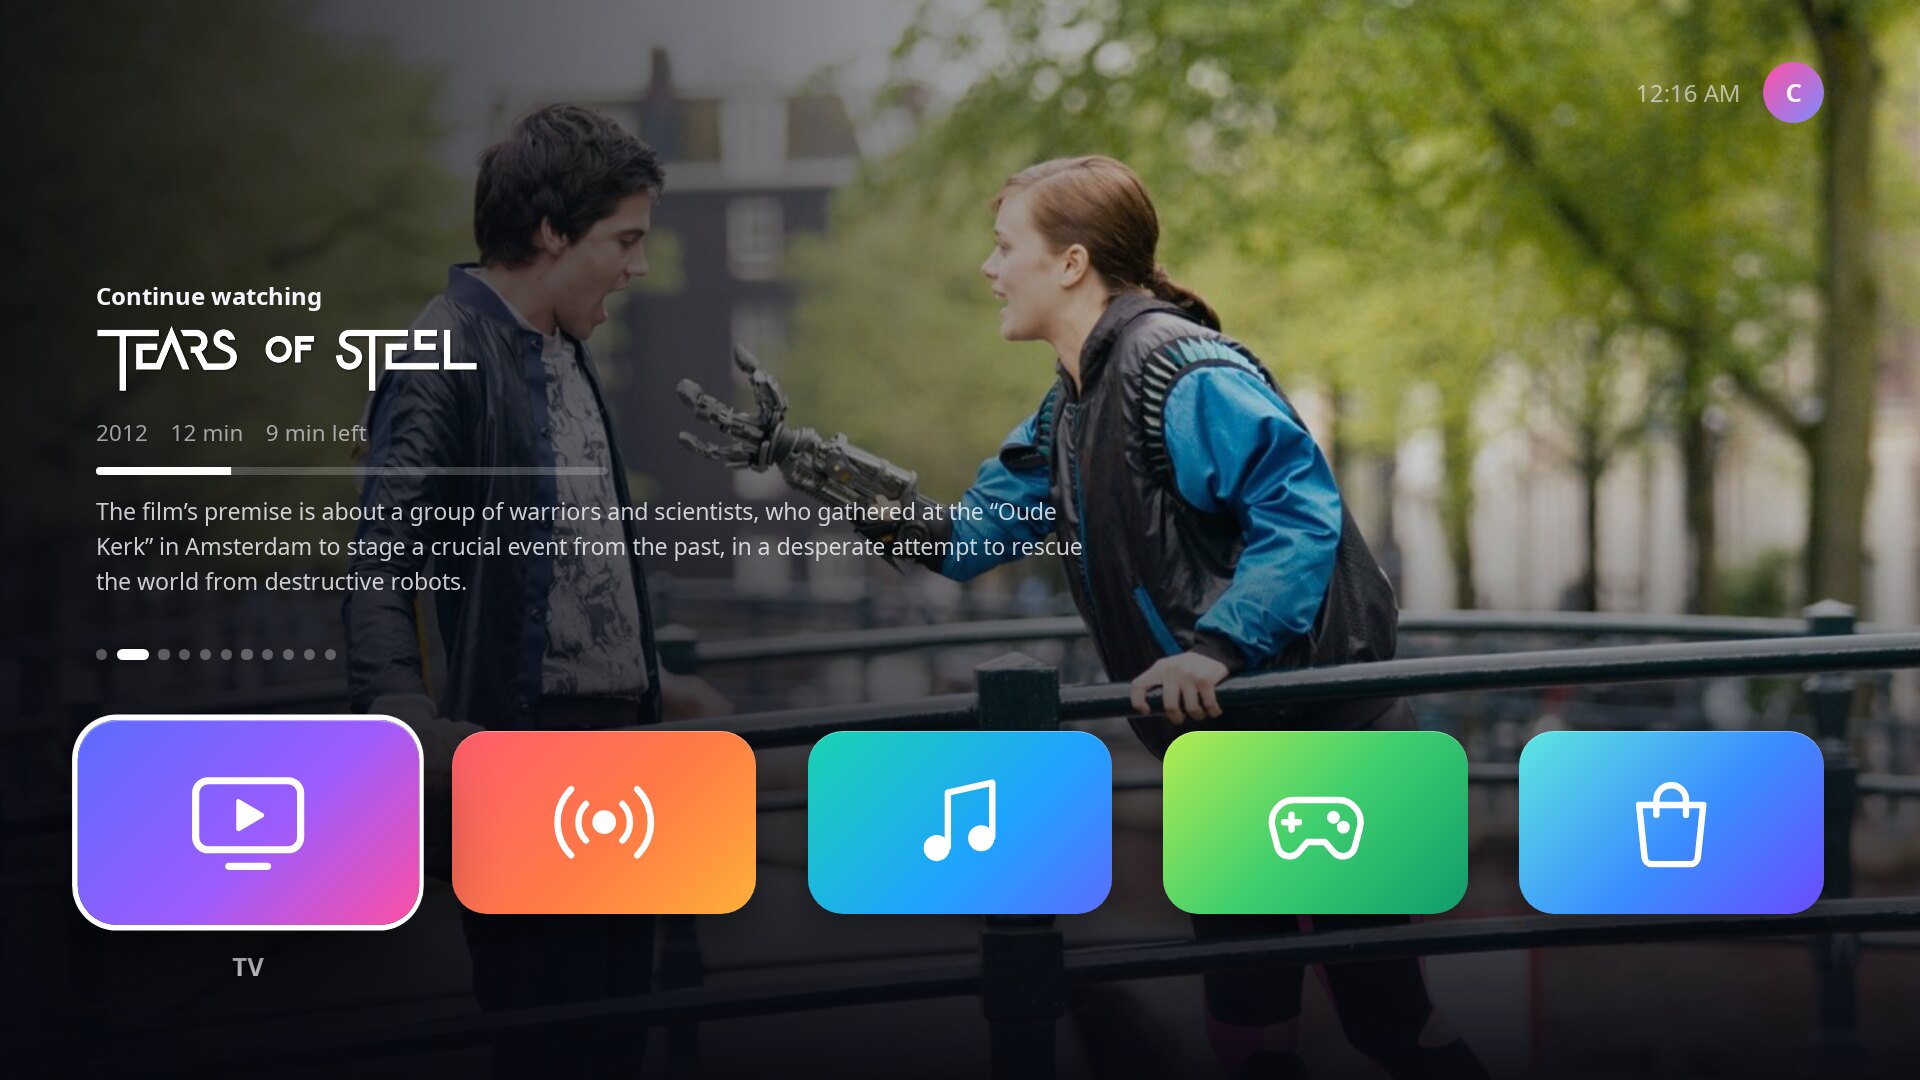 12:16 AM
C
Continue watching
TEARS OF STEEL
2012 12 min 9 min left
The film’s premise is about a group of warriors and scientists, who gathered at the “Oude
Kerk” in Amsterdam to stage a crucial event from the past, in a desperate attempt to rescue
the world from destructive robots.
TV